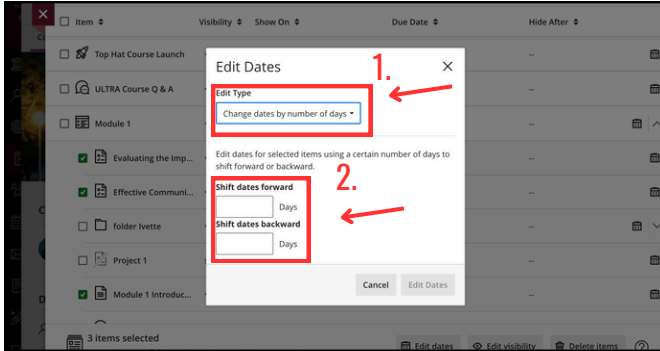 Item Visibility Show On Due Date Hide After
Top Hat Course Launch --
ULTRA Course Q & A --
Module 1 --
Evaluating the Imp... --
Effective Communi... --
folder Ivette --
Project 1 --
Module 1 Introduc... --
Edit Dates
1.
Edit Type
Change dates by number of days
Edit dates for selected items using a certain number of days to
shift forward or backward.
2.
Shift dates forward
Days
Shift dates backward
Days
Cancel Edit Dates
3 items selected
Edit dates Edit visibility Delete items